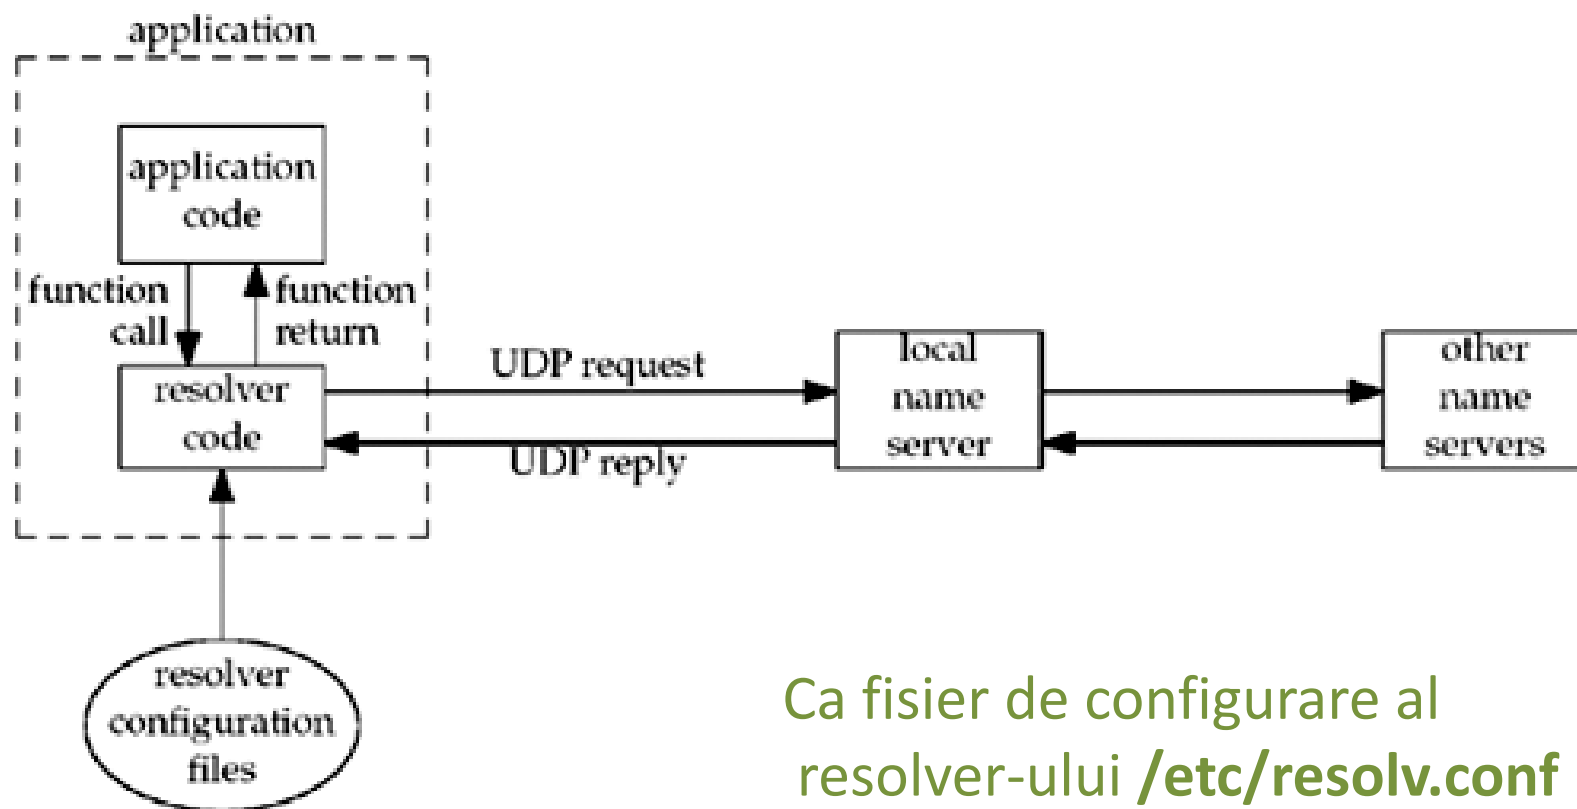 application
application
code
function
call
function
return
resolver
code
UDP request
UDP reply
local
name
server
other
name
servers
resolver
configuration
files
Ca fisier de configurare al
resolver-ului /etc/resolv.conf